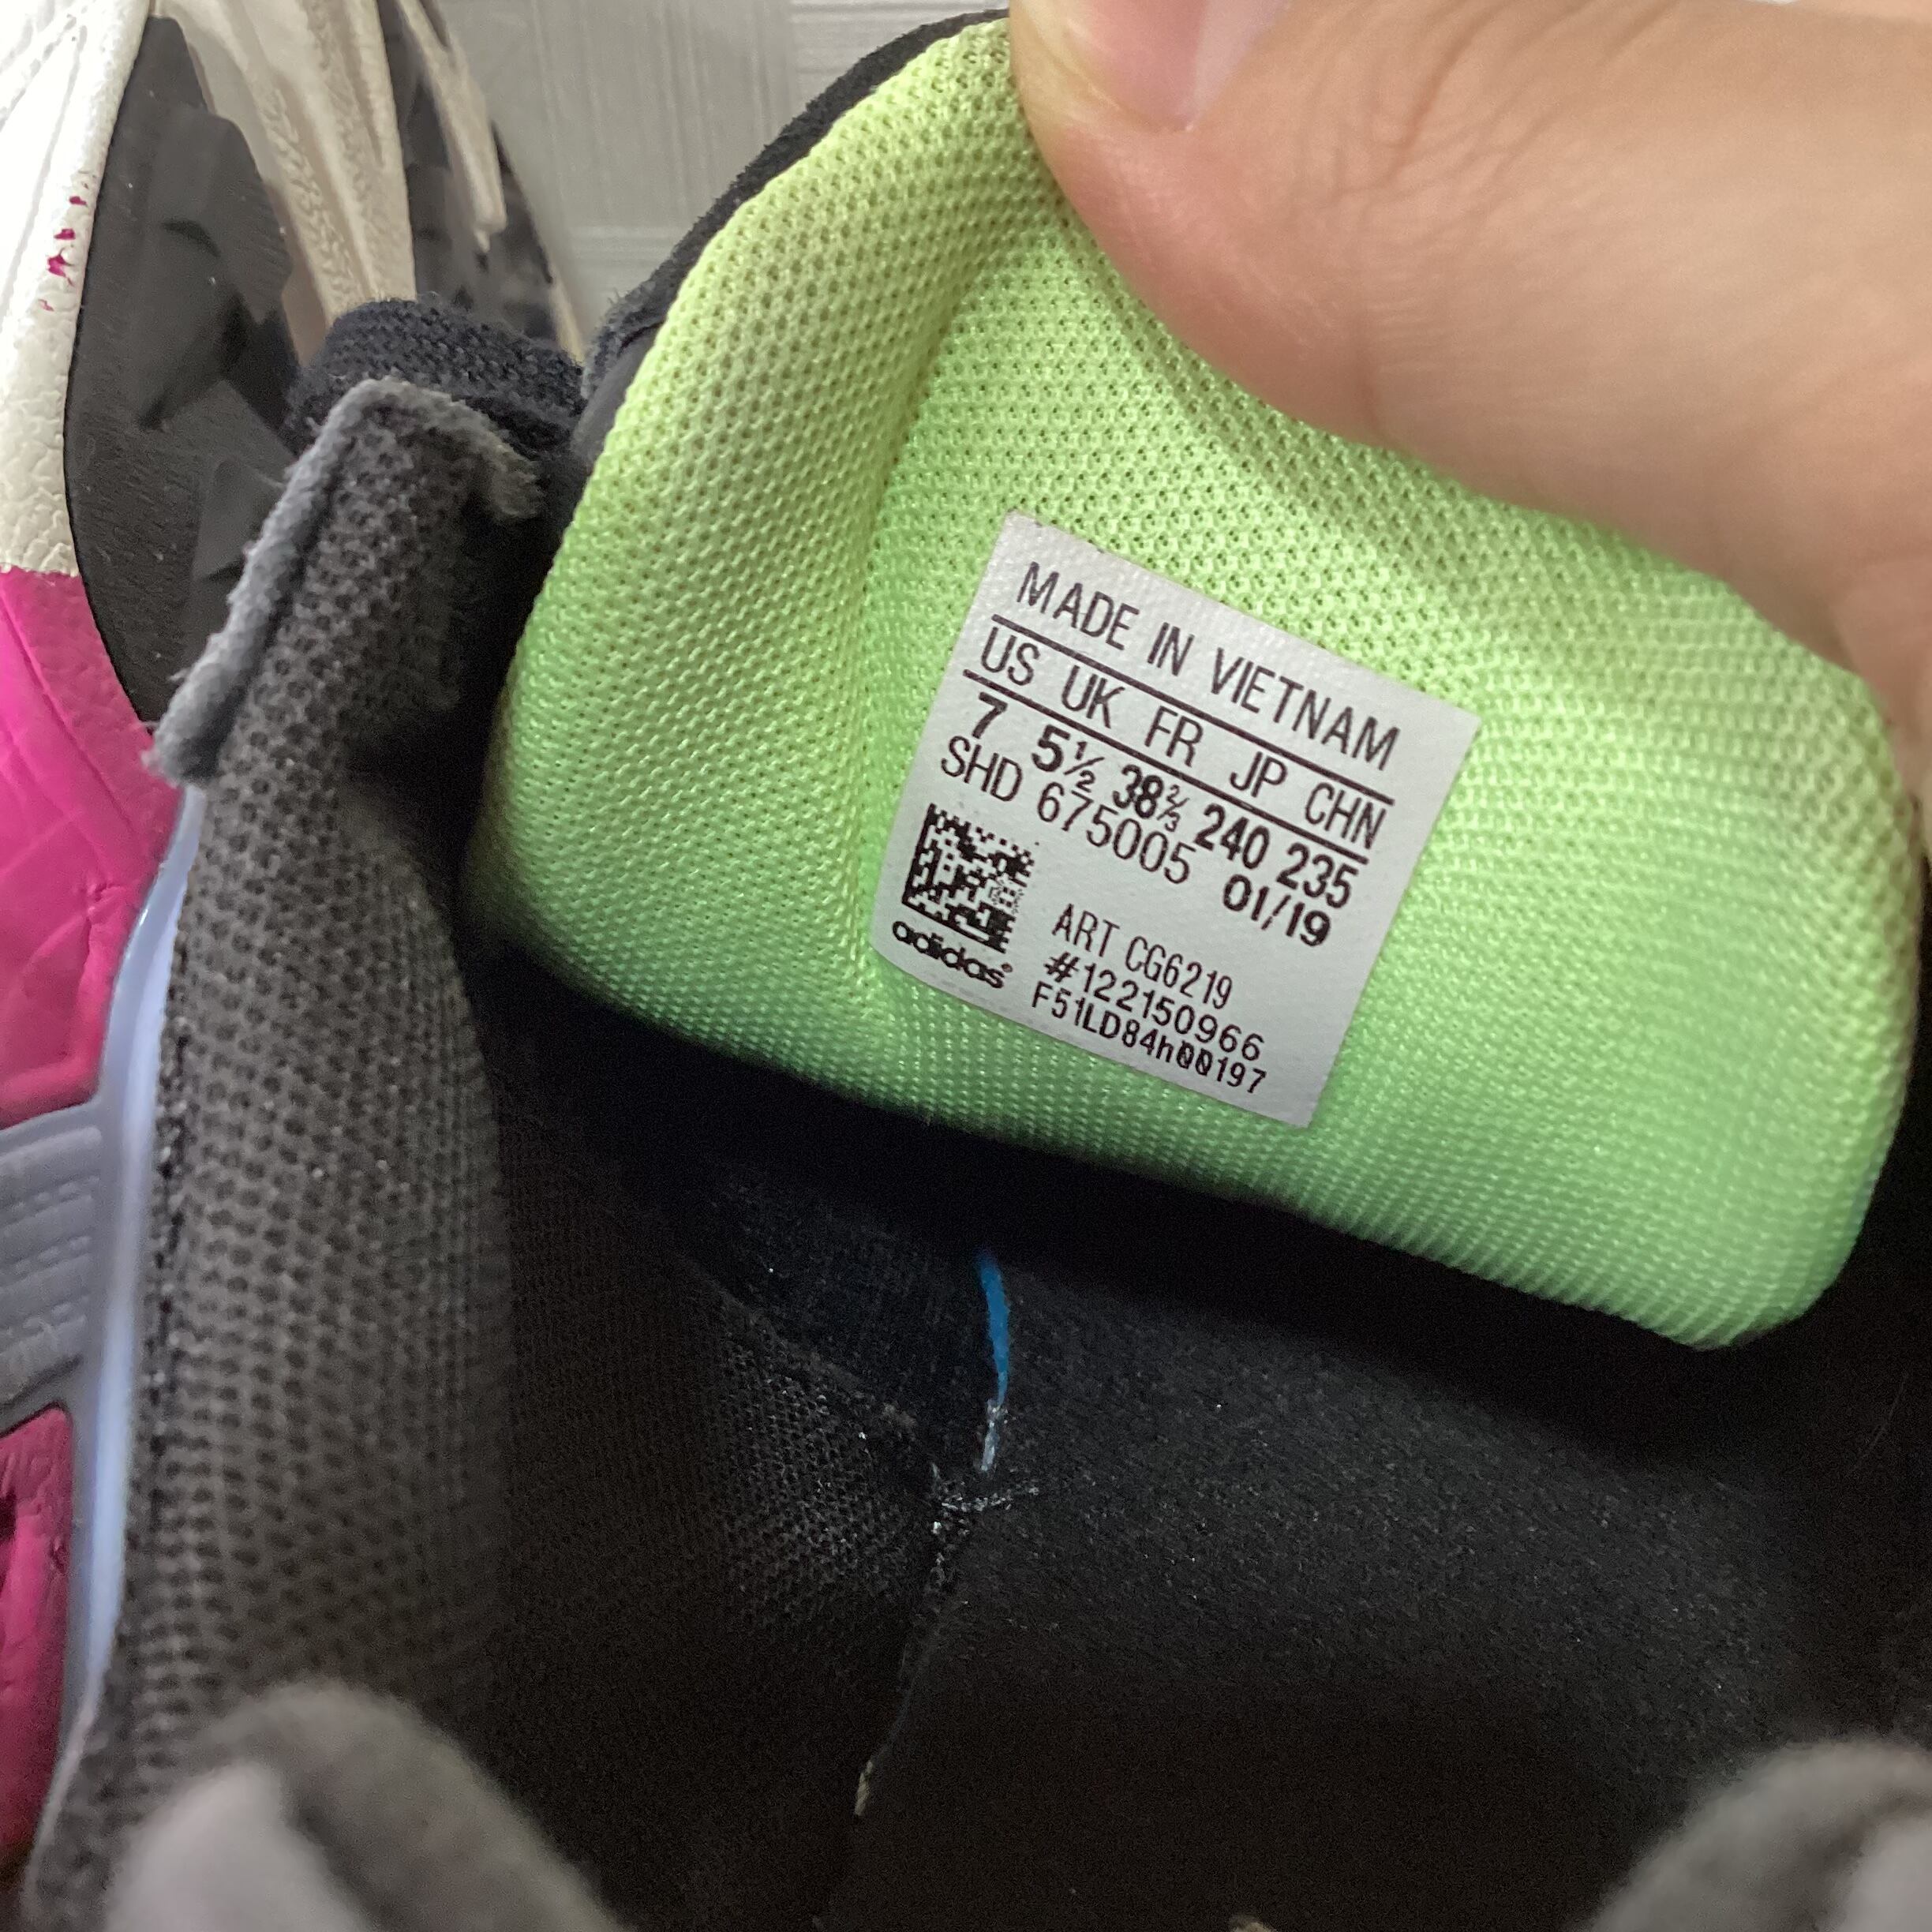 MADE IN VIETNAM
US UK FR JP CHN
7 5½ 38⅔ 240 235
SHD 675005 01/19
ART CG6219
#122150966
F51LD84h00197
adidas®